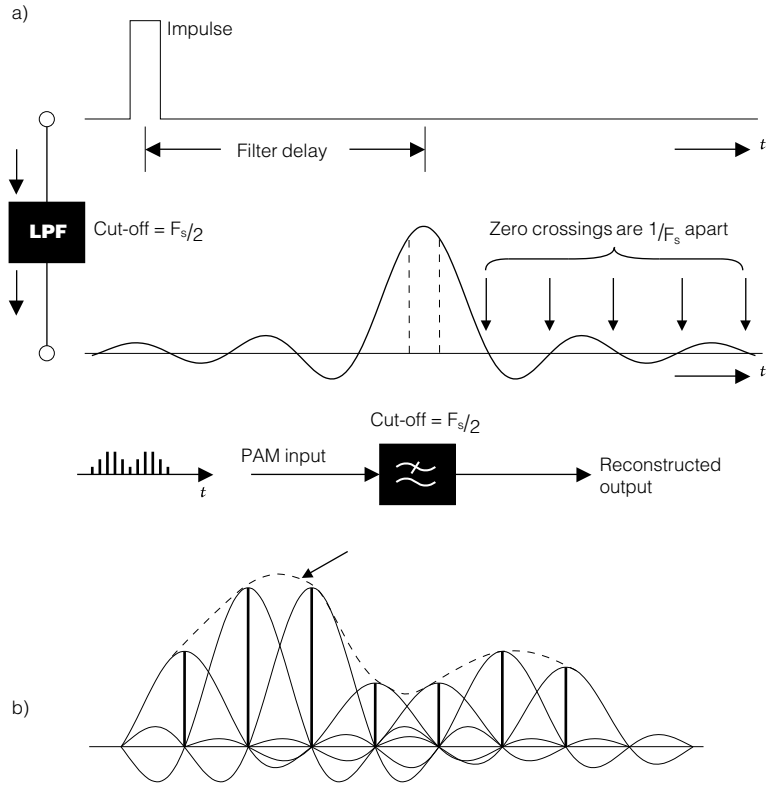 a)
Impulse
Filter delay
t
LPF
Cut-off = Fs/2
Zero crossings are 1/Fs apart
t
Cut-off = Fs/2
PAM input
Reconstructed
output
t
b)